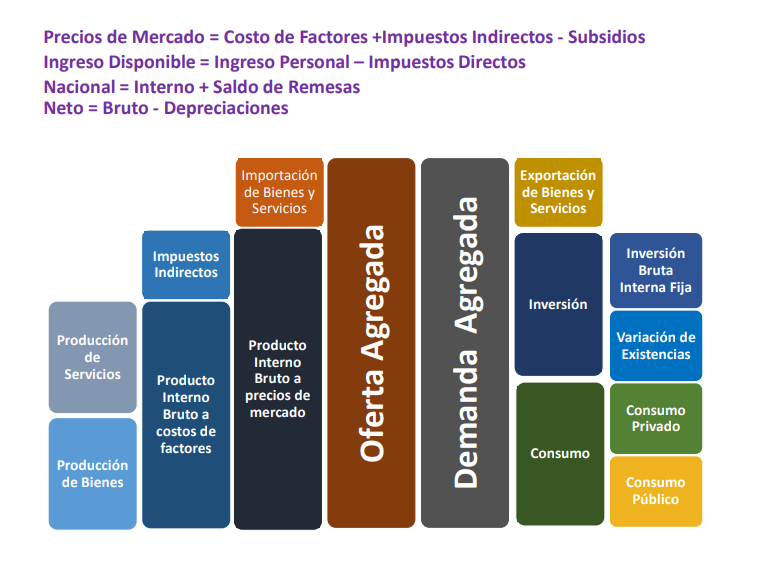 Precios de Mercado = Costo de Factores +Impuestos Indirectos - Subsidios
Ingreso Disponible = Ingreso Personal – Impuestos Directos
Nacional = Interno + Saldo de Remesas
Neto = Bruto - Depreciaciones
Producción
de
Servicios
Producción
de Bienes
Impuestos
Indirectos
Producto
Interno
Bruto a
costos de
factores
Importación
de Bienes y
Servicios
Producto
Interno
Bruto a
precios de
mercado
Oferta Agregada
Demanda Agregada
Exportación
de Bienes y
Servicios
Inversión
Consumo
Inversión
Bruta
Interna Fija
Variación de
Existencias
Consumo
Privado
Consumo
Público